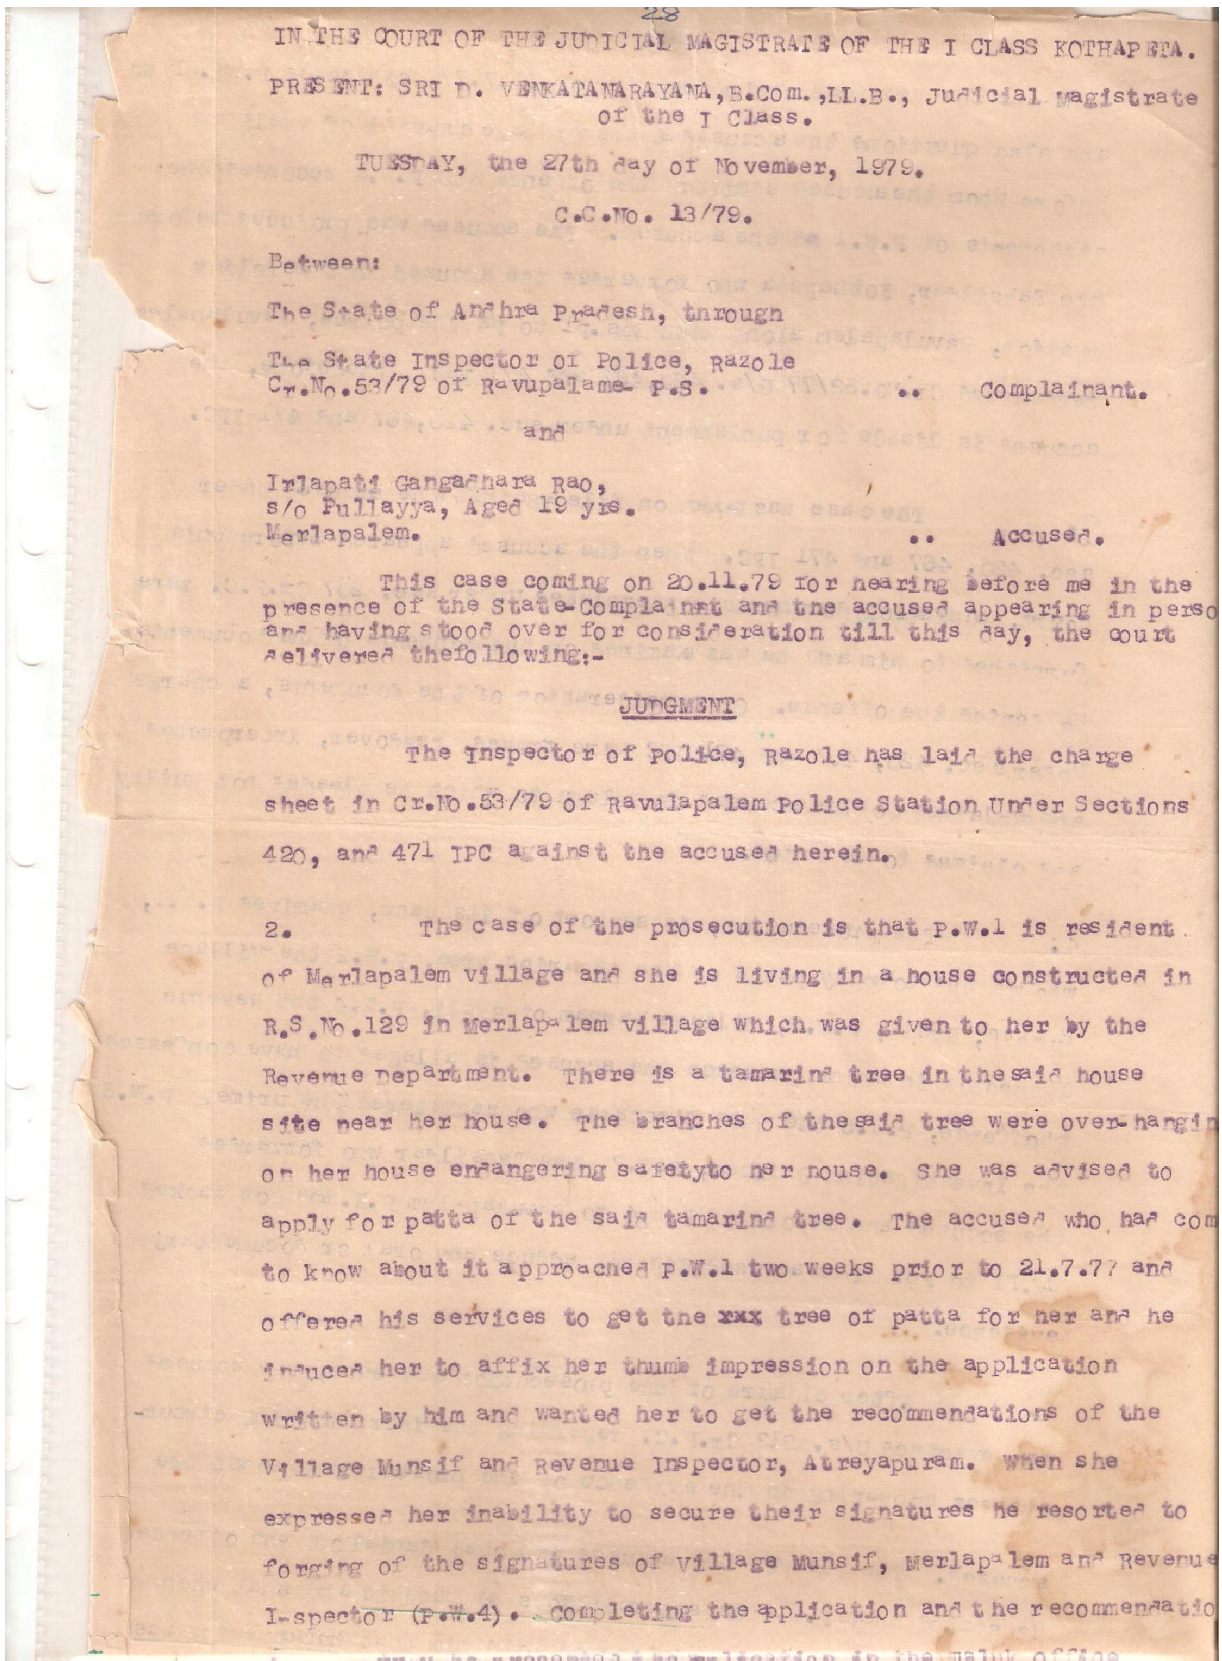 28
IN THE COURT OF THE JUDICIAL MAGISTRATE OF THE I CLASS KOTHAPETA.
PRESENT: SRI D. VENKATANARAYANA,B.Com.,LL.B., Judicial Magistrate
of the I Class.
TUESDAY, the 27th day of November, 1979.
C.C.No. 13/79.
Between:
The State of Andhra Pradesh, through
The State Inspector of Police, Razole
Cr.No.53/79 of Ravupalame- P.S. .. Complainant.
and
Irlapati Gangadhara Rao,
s/o Pullayya, Aged 19 yrs.
Merlapalem. .. Accused.
This case coming on 20.11.79 for hearing before me in the
presence of the State-Complainat and the accused appearing in perso
and having stood over for consideration till this day, the court
delivered thefollowing:-
JUDGMENT
The Inspector of Police, Razole has laid the charge
sheet in Cr.No.53/79 of Ravulapalem Police Station Under Sections
420, and 471 IPC against the accused herein.
2. The case of the prosecution is that P.W.1 is resident
of Merlapalem village and she is living in a house constructed in
R.S.No.129 in Merlapalem village which was given to her by the
Revenue Department. There is a tamarind tree in thesaid house
site near her house. The branches of thesaid tree were over-hangin
on her house endangering safetyto her house. She was advised to
apply for patta of the said tamarind tree. The accused who had com
to know about it approached P.W.1 two weeks prior to 21.7.77 and
offered his services to get the xxx tree of patta for her and he
induced her to affix her thumb impression on the application
written by him and wanted her to get the recommendations of the
Village Munsif and Revenue Inspector, Atreyapuram. When she
expressed her inability to secure their signatures he resorted to
forging of the signatures of Village Munsif, Merlapalem and Revenue
I-spector (P.W.4). Completing theapplication and the recommendatio